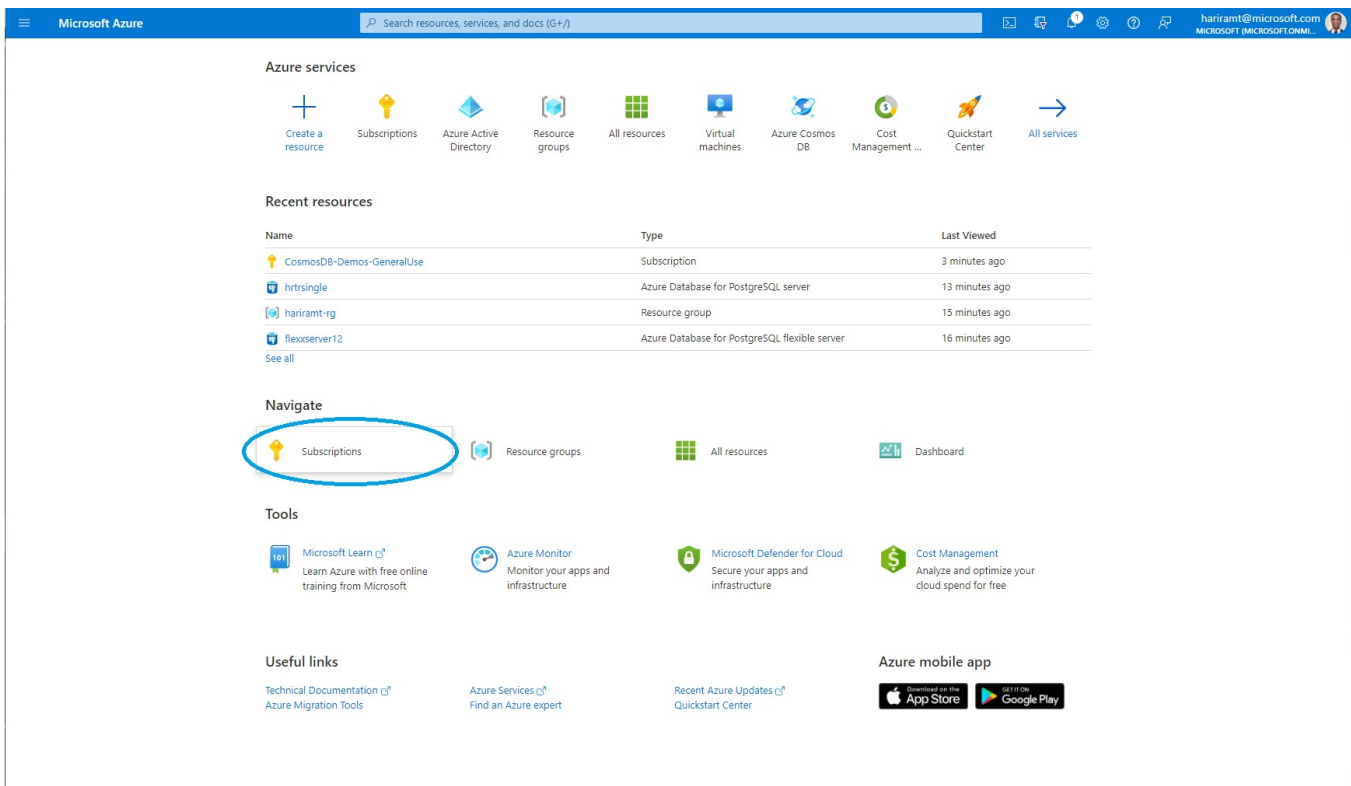 Microsoft Azure
Search resources, services, and docs (G+/)
1
hariramt@microsoft.com
MICROSOFT (MICROSOFT.ONMI...
Azure services
Create a
resource
Subscriptions
Azure Active
Directory
Resource
groups
All resources
Virtual
machines
Azure Cosmos
DB
Cost
Management ...
Quickstart
Center
All services
Recent resources
Name Type Last Viewed
CosmosDB-Demos-GeneralUse Subscription 3 minutes ago
hrtrsingle Azure Database for PostgreSQL server 13 minutes ago
hariramt-rg Resource group 15 minutes ago
flexxserver12 Azure Database for PostgreSQL flexible server 16 minutes ago
See all
Navigate
Subscriptions Resource groups All resources Dashboard
Tools
101
Microsoft Learn
Learn Azure with free online
training from Microsoft
Azure Monitor
Monitor your apps and
infrastructure
Microsoft Defender for Cloud
Secure your apps and
infrastructure
Cost Management
Analyze and optimize your
cloud spend for free
Useful links
Technical Documentation Azure Services Recent Azure Updates
Azure Migration Tools Find an Azure expert Quickstart Center
Azure mobile app
Download on the
App Store
GET IT ON
Google Play